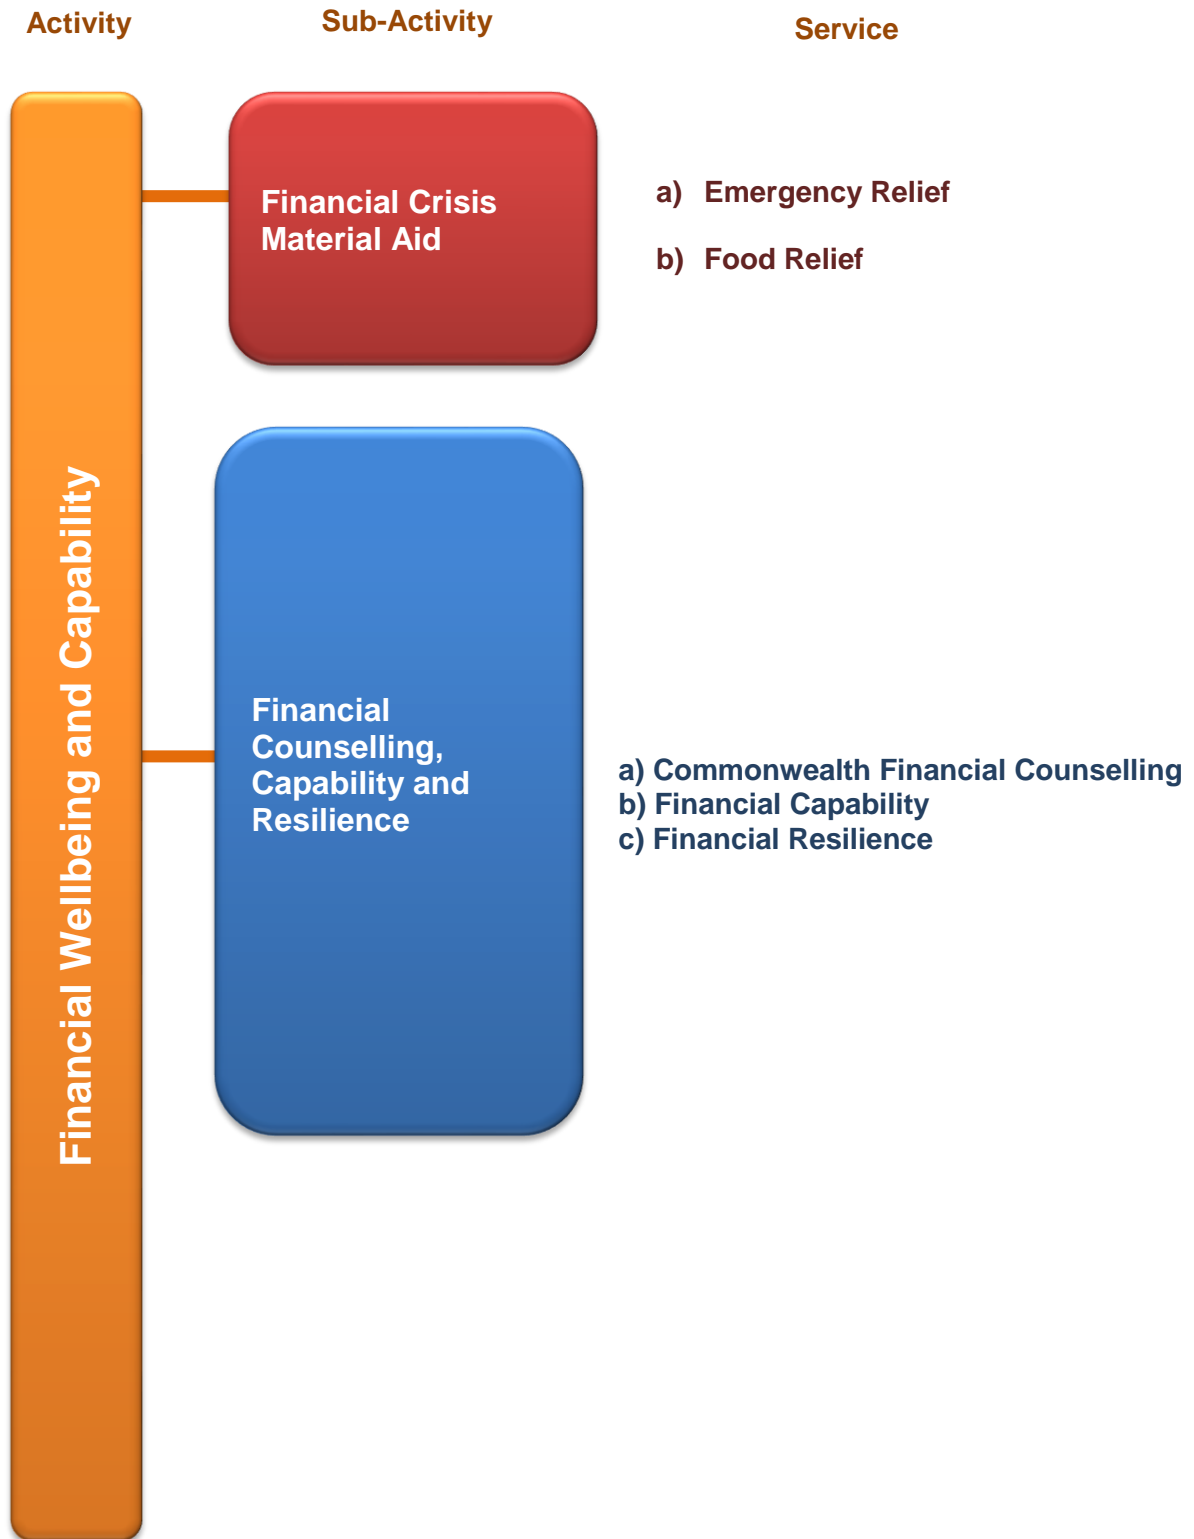 Activity
Sub-Activity
Service
Financial Wellbeing and Capability
Financial Crisis
Material Aid
a) Emergency Relief
b) Food Relief
Financial
Counselling,
Capability and
Resilience
a) Commonwealth Financial Counselling
b) Financial Capability
c) Financial Resilience